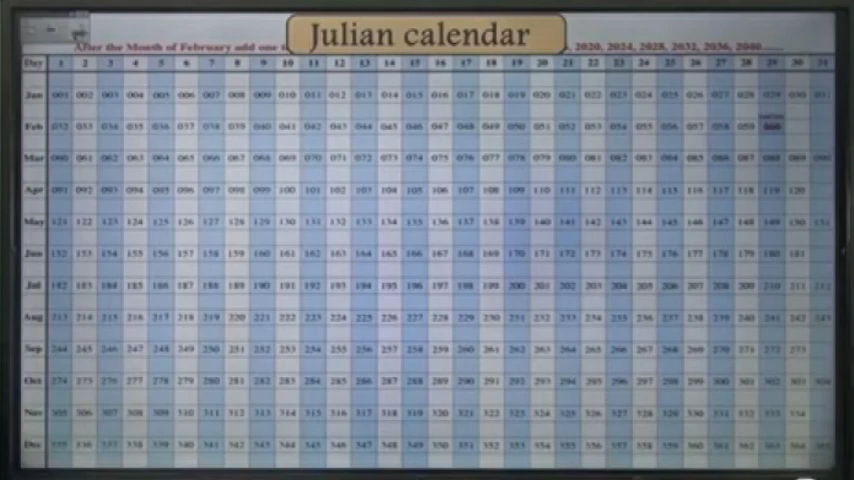 Julian calendar
After the Month of February add one , 2020, 2024, 2028, 2032, 2036, 2040......
Day 1 2 3 4 5 6 7 8 9 10 11 12 13 14 15 16 17 18 19 20 21 22 23 24 25 26 27 28 29 30 31
Jan 001 002 003 004 005 006 007 008 009 010 011 012 013 014 015 016 017 018 019 020 021 022 023 024 025 026 027 028 029 030 031
Feb 032 033 034 035 036 037 038 039 040 041 042 043 044 045 046 047 048 049 050 051 052 053 054 055 056 057 058 059 060
Mar 060 061 062 063 064 065 066 067 068 069 070 071 072 073 074 075 076 077 078 079 080 081 082 083 084 085 086 087 088 089 090
Apr 091 092 093 094 095 096 097 098 099 100 101 102 103 104 105 106 107 108 109 110 111 112 113 114 115 116 117 118 119 120
May 121 122 123 124 125 126 127 128 129 130 131 132 133 134 135 136 137 138 139 140 141 142 143 144 145 146 147 148 149 150 151
Jun 152 153 154 155 156 157 158 159 160 161 162 163 164 165 166 167 168 169 170 171 172 173 174 175 176 177 178 179 180 181
Jul 182 183 184 185 186 187 188 189 190 191 192 193 194 195 196 197 198 199 200 201 202 203 204 205 206 207 208 209 210 211 212
Aug 213 214 215 216 217 218 219 220 221 222 223 224 225 226 227 228 229 230 231 232 233 234 235 236 237 238 239 240 241 242 243
Sep 244 245 246 247 248 249 250 251 252 253 254 255 256 257 258 259 260 261 262 263 264 265 266 267 268 269 270 271 272 273
Oct 274 275 276 277 278 279 280 281 282 283 284 285 286 287 288 289 290 291 292 293 294 295 296 297 298 299 300 301 302 303 304
Nov 305 306 307 308 309 310 311 312 313 314 315 316 317 318 319 320 321 322 323 324 325 326 327 328 329 330 331 332 333 334
Dec 335 336 337 338 339 340 341 342 343 344 345 346 347 348 349 350 351 352 353 354 355 356 357 358 359 360 361 362 363 364 365